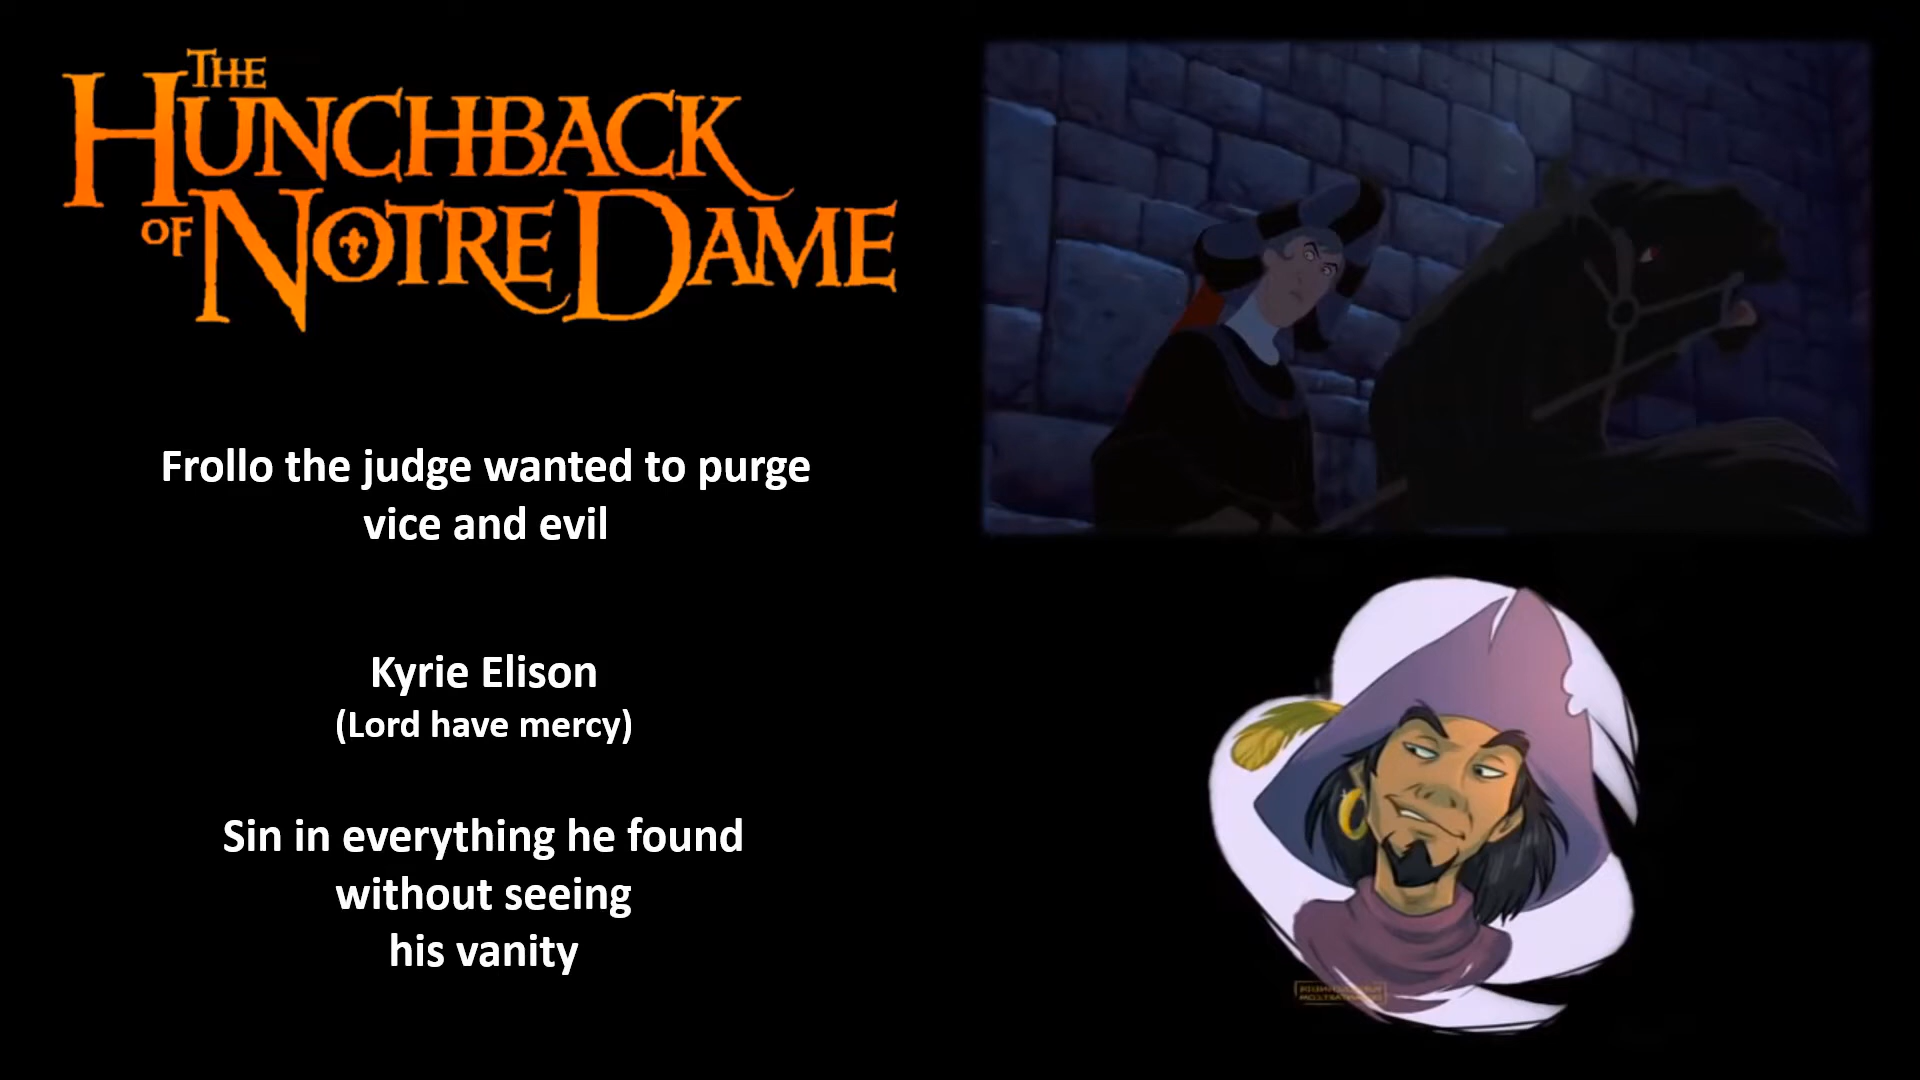 THE
HUNCHBACK
OF NOTRE DAME
Frollo the judge wanted to purge
vice and evil
Kyrie Elison
(Lord have mercy)
Sin in everything he found
without seeing
his vanity